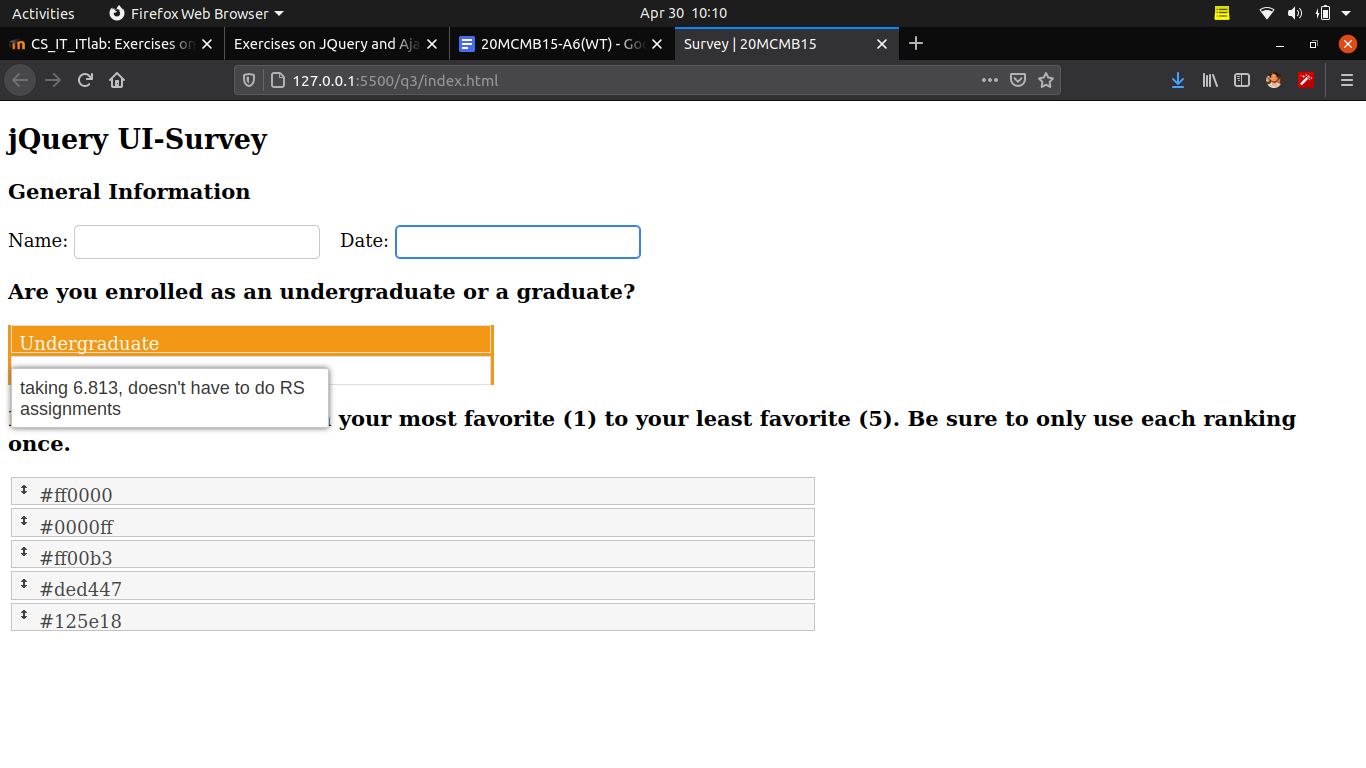 Activities Firefox Web Browser Apr 30 10:10
CS_IT_ITlab: Exercises on Exercises on JQuery and Aja 20MCMB15-A6(WT) - Goo Survey | 20MCMB15
127.0.0.1:5500/q3/index.html
jQuery UI-Survey
General Information
Name: Date:
Are you enrolled as an undergraduate or a graduate?
Undergraduate
taking 6.813, doesn't have to do RS
assignments
your most favorite (1) to your least favorite (5). Be sure to only use each ranking
once.
#ff0000
#0000ff
#ff00b3
#ded447
#125e18